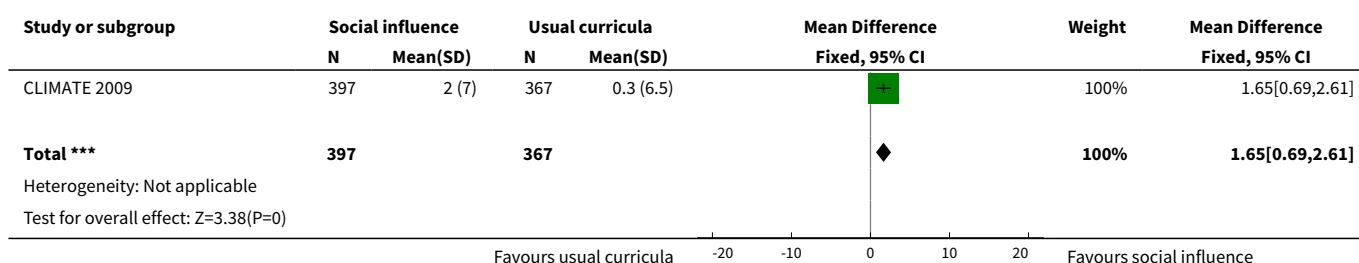 Study or subgroup Social influence Usual curricula Mean Difference Weight Mean Difference
N Mean(SD) N Mean(SD) Fixed, 95% CI Fixed, 95% CI
CLIMATE 2009 397 2 (7) 367 0.3 (6.5) 100% 1.65[0.69,2.61]
Total *** 397 367 100% 1.65[0.69,2.61]
Heterogeneity: Not applicable
Test for overall effect: Z=3.38(P=0)
Favours usual curricula -20 -10 0 10 20 Favours social influence